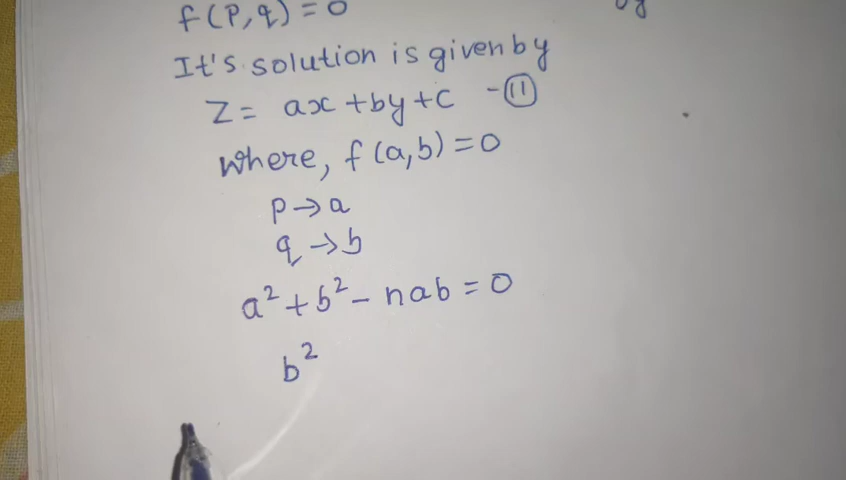 f(p,q)=0
It's solution is given by
Z= ax+by+c -(11)
where, f(a,b)=0
p→a
q→b
a²+b²-nab=0
b²